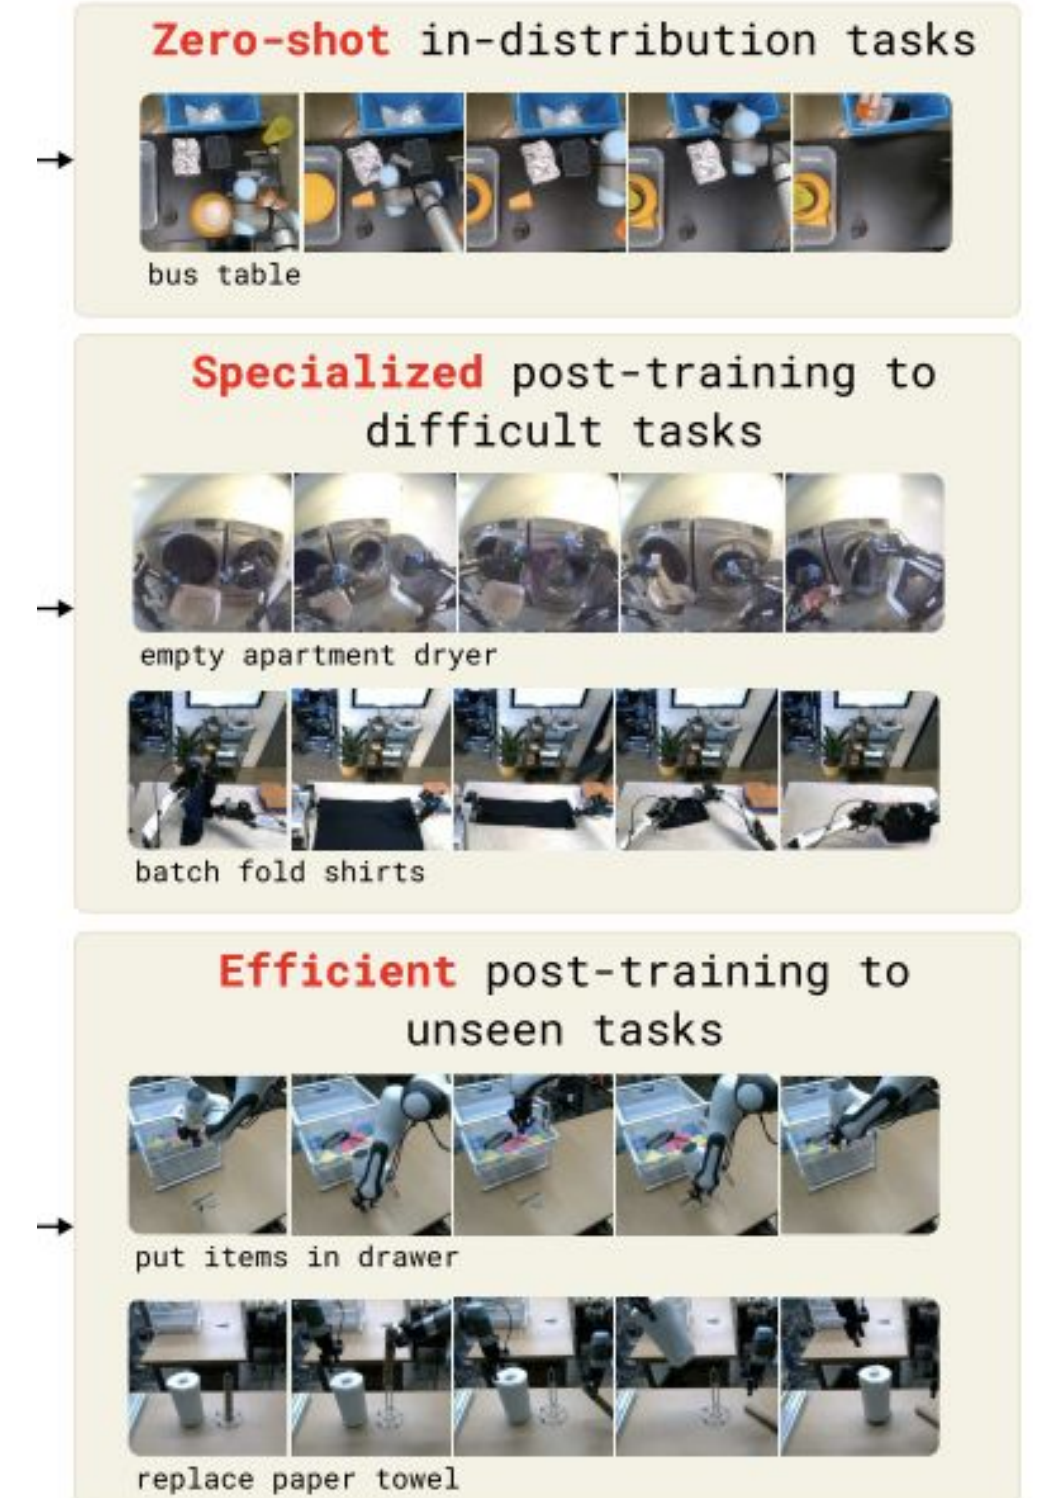 Zero-shot in-distribution tasks
bus table
Specialized post-training to
difficult tasks
empty apartment dryer
batch fold shirts
Efficient post-training to
unseen tasks
put items in drawer
replace paper towel